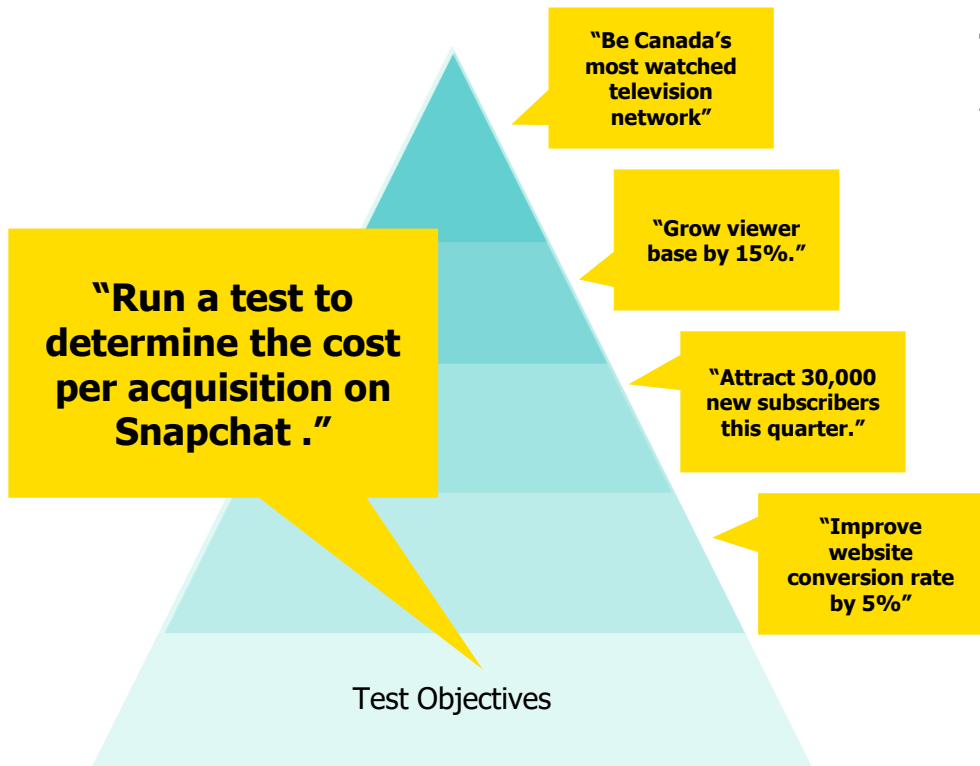 “Be Canada’s
most watched
television
network”
“Grow viewer
base by 15%.”
“Run a test to
determine the cost
per acquisition on
Snapchat .”
“Attract 30,000
new subscribers
this quarter.”
“Improve
website
conversion rate
by 5%”
Test Objectives